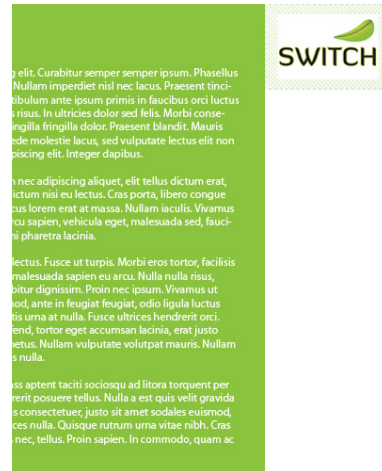 elit. Curabitur semper semper ipsum. Phasellus
Nullam imperdiet nisl nec lacus. Praesent tinci-
tibulum ante ipsum primis in faucibus orci luctus
risus. In ultricies dolor sed felis. Morbi conse-
ingilla fringilla dolor. Praesent blandit. Mauris
ede molestie lacus, sed vulputate lectus elit non
piscing elit. Integer dapibus.
nec adipiscing aliquet, elit tellus dictum erat,
ictum nisi eu lectus. Cras porta, libero congue
cus lorem erat at massa. Nullam iaculis. Vivamus
rcu sapien, vehicula eget, malesuada sed, fauci-
ni pharetra lacinia.
lectus. Fusce ut turpis. Morbi eros tortor, facilisis
malesuada sapien eu arcu. Nulla nulla risus,
bitur dignissim. Proin nec ipsum. Vivamus ut
od, ante in feugiat feugiat, odio ligula luctus
tis urna at nulla. Fusce ultrices hendrerit orci.
fend, tortor eget accumsan lacinia, erat justo
netus. Nullam vulputate volutpat mauris. Nullam
s nulla.
ass aptent taciti sociosqu ad litora torquent per
rerit posuere tellus. Nulla a est quis velit gravida
s consectetuer, justo sit amet sodales euismod,
ces nulla. Quisque rutrum urna vitae nibh. Cras
nec, tellus. Proin sapien. In commodo, quam ac
SWITCH